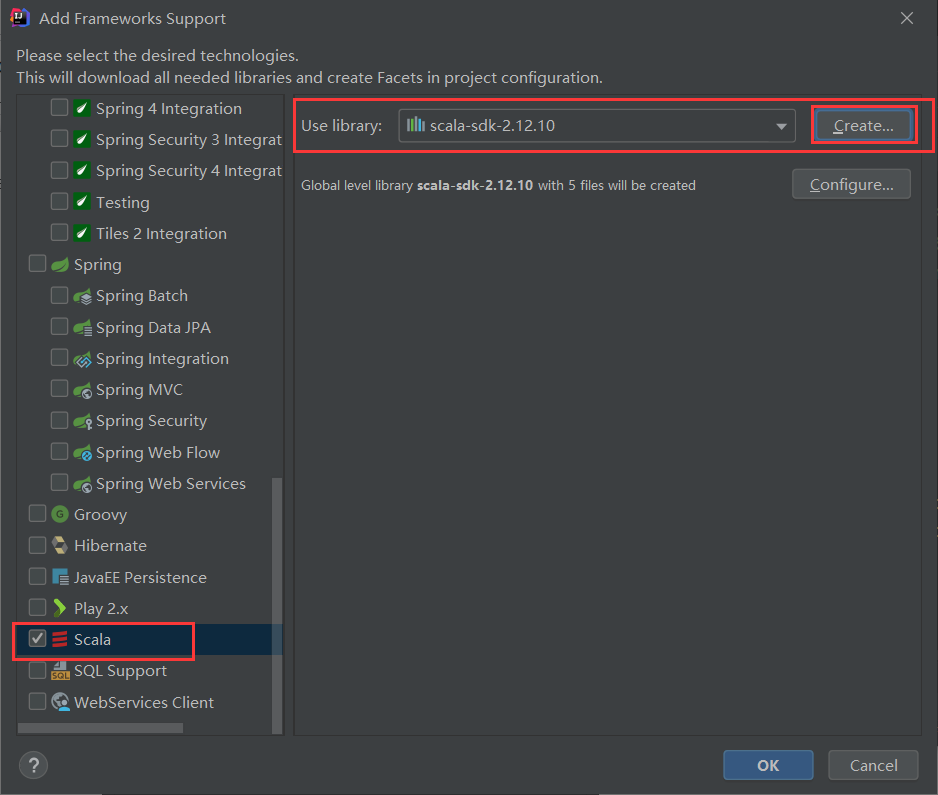 Add Frameworks Support
Please select the desired technologies.
This will download all needed libraries and create Facets in project configuration.
Spring 4 Integration
Spring Security 3 Integrat
Spring Security 4 Integrat
Testing
Tiles 2 Integration
Spring
Spring Batch
Spring Data JPA
Spring Integration
Spring MVC
Spring Security
Spring Web Flow
Spring Web Services
G Groovy
Hibernate
JavaEE Persistence
Play 2.x
Scala
SQL SQL Support
WebServices Client
Use library: scala-sdk-2.12.10 Create...
Global level library scala-sdk-2.12.10 with 5 files will be created Configure...
? OK Cancel